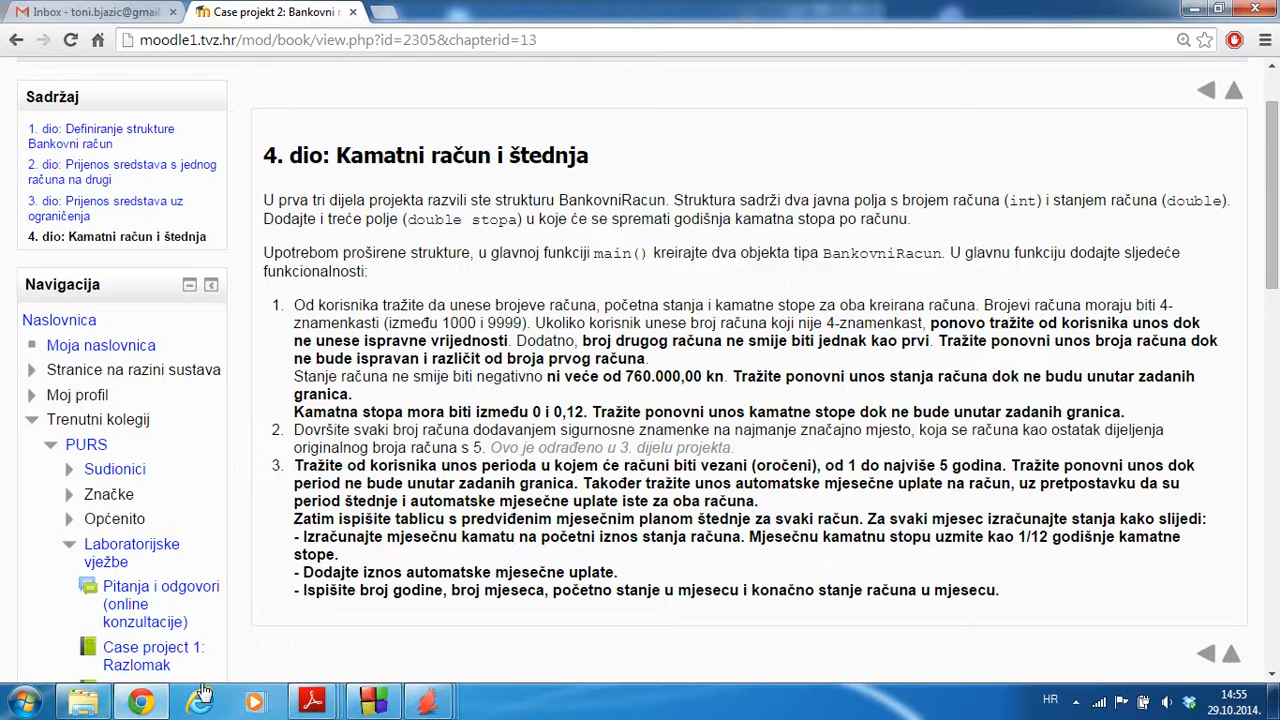 Inbox - toni.bjazic@gmail
Case projekt 2: Bankovni r
moodle1.tvz.hr/mod/book/view.php?id=2305&chapterid=13
Sadržaj
1. dio: Definiranje strukture
Bankovni račun
2. dio: Prijenos sredstava s jednog
računa na drugi
3. dio: Prijenos sredstava uz
ograničenja
4. dio: Kamatni račun i štednja
Navigacija
Naslovnica
Moja naslovnica
Stranice na razini sustava
Moj profil
Trenutni kolegij
PURS
Sudionici
Značke
Općenito
Laboratorijske
vježbe
Pitanja i odgovori
(online
konzultacije)
Case project 1:
Razlomak
4. dio: Kamatni račun i štednja
U prva tri dijela projekta razvili ste strukturu BankovniRacun. Struktura sadrži dva javna polja s brojem računa (int) i stanjem računa (double).
Dodajte i treće polje (double stopa) u koje će se spremati godišnja kamatna stopa po računu.
Upotrebom proširene strukture, u glavnoj funkciji main() kreirajte dva objekta tipa BankovniRacun. U glavnu funkciju dodajte sljedeće
funkcionalnosti:
1. Od korisnika tražite da unese brojeve računa, početna stanja i kamatne stope za oba kreirana računa. Brojevi računa moraju biti 4-
znamenkasti (između 1000 i 9999). Ukoliko korisnik unese broj računa koji nije 4-znamenkast, ponovo tražite od korisnika unos dok
ne unese ispravne vrijednosti. Dodatno, broj drugog računa ne smije biti jednak kao prvi. Tražite ponovni unos broja računa dok
ne bude ispravan i različit od broja prvog računa.
Stanje računa ne smije biti negativno ni veće od 760.000,00 kn. Tražite ponovni unos stanja računa dok ne budu unutar zadanih
granica.
Kamatna stopa mora biti između 0 i 0,12. Tražite ponovni unos kamatne stope dok ne bude unutar zadanih granica.
2. Dovršite svaki broj računa dodavanjem sigurnosne znamenke na najmanje značajno mjesto, koja se računa kao ostatak dijeljenja
originalnog broja računa s 5. Ovo je odrađeno u 3. dijelu projekta.
3. Tražite od korisnika unos perioda u kojem će računi biti vezani (oročeni), od 1 do najviše 5 godina. Tražite ponovni unos dok
period ne bude unutar zadanih granica. Također tražite unos automatske mjesečne uplate na račun, uz pretpostavku da su
period štednje i automatske mjesečne uplate iste za oba računa.
Zatim ispišite tablicu s predviđenim mjesečnim planom štednje za svaki račun. Za svaki mjesec izračunajte stanja kako slijedi:
- Izračunajte mjesečnu kamatu na početni iznos stanja računa. Mjesečnu kamatnu stopu uzmite kao 1/12 godišnje kamatne
stope.
- Dodajte iznos automatske mjesečne uplate.
- Ispišite broj godine, broj mjeseca, početno stanje u mjesecu i konačno stanje računa u mjesecu.
HR
14:55
29.10.2014.